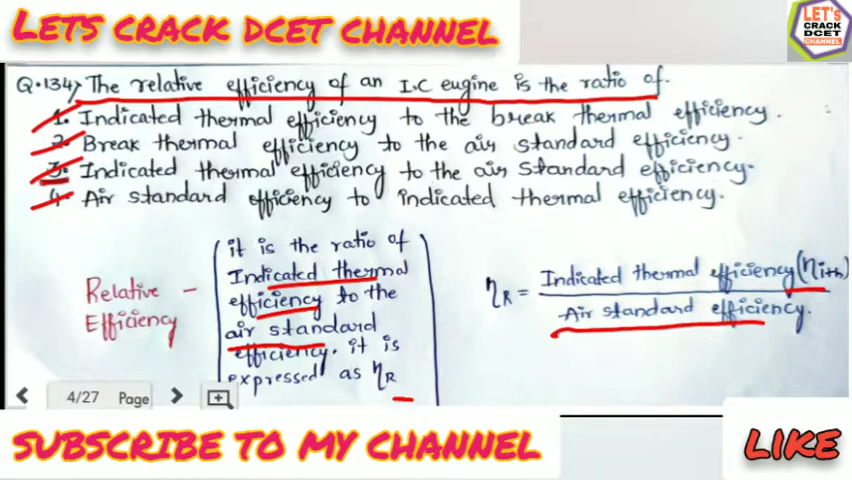 LETS CRACK DCET CHANNEL
LET'S
CRACK
DCET
CHANNEL
Q.134> The relative efficiency of an I.C eugine is the ratio of.
1. Indicated thermal efficiency to the break thermal efficiency.
2. Break thermal efficiency to the air standard efficiency.
3. Indicated thermal efficiency to the air standard efficiency.
4. Air standard efficiency to indicated thermal efficiency.
Relative –
Efficiency
it is the ratio of
Indicated thermal
efficiency to the
air standard
efficiency. it is
expressed as ηR
ηR = Indicated thermal efficiency (ηith)
Air standard efficiency.
4/27 Page
SUBSCRIBE TO MY CHANNEL
LIKE